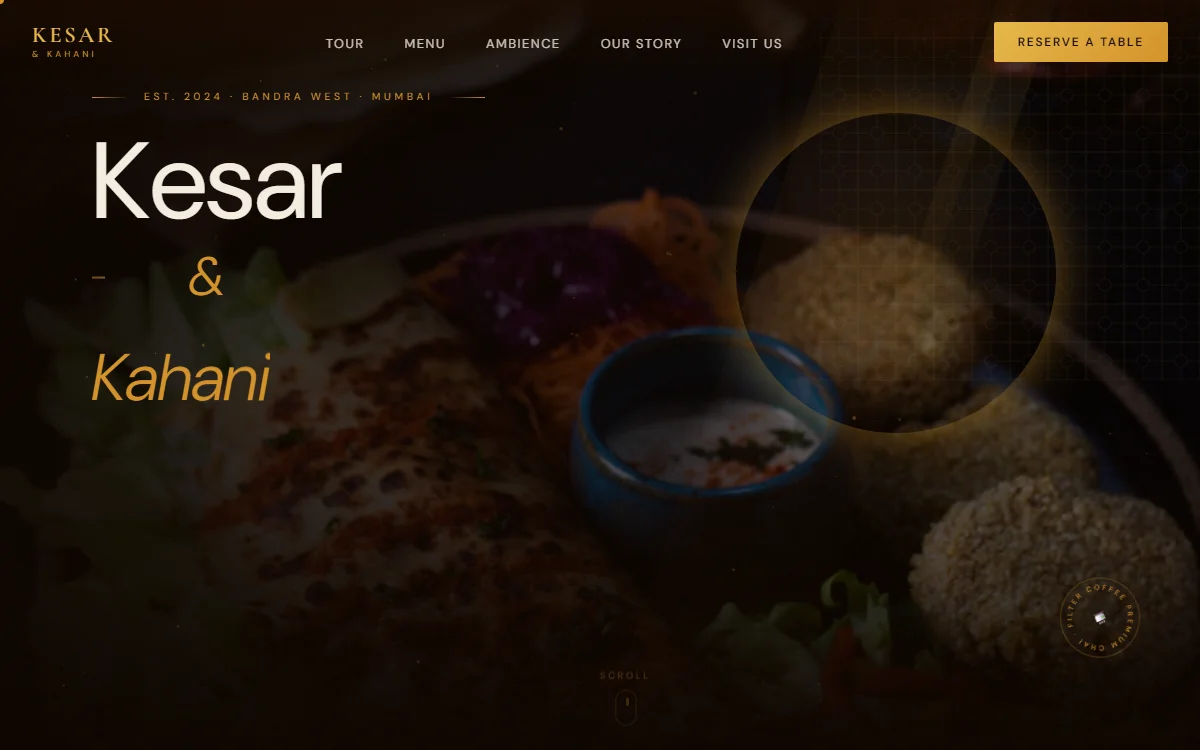 KESAR
& KAHANI
TOUR
MENU
AMBIENCE
OUR STORY
VISIT US
RESERVE A TABLE
EST. 2024 · BANDRA WEST · MUMBAI
Kesar
&
Kahani
FILTER COFFEE PREMIUM CHAI ·
SCROLL